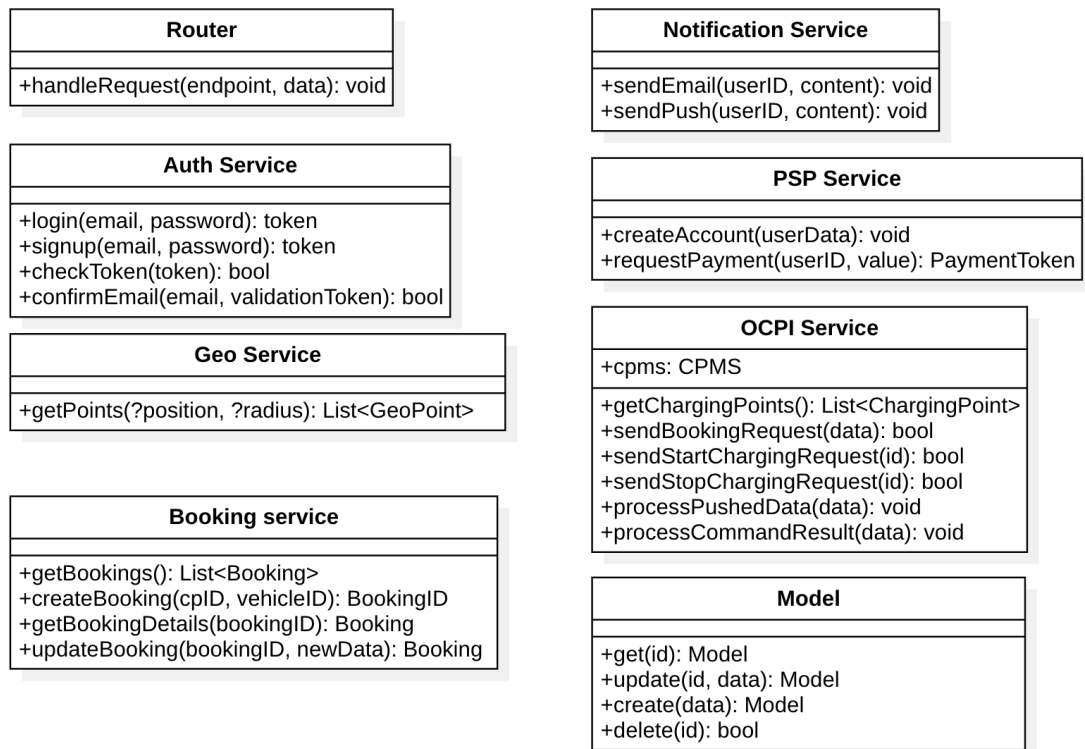 Router
+handleRequest(endpoint, data): void
Auth Service
+login(email, password): token
+signup(email, password): token
+checkToken(token): bool
+confirmEmail(email, validationToken): bool
Geo Service
+getPoints(?position, ?radius): List<GeoPoint>
Booking service
+getBookings(): List<Booking>
+createBooking(cpID, vehicleID): BookingID
+getBookingDetails(bookingID): Booking
+updateBooking(bookingID, newData): Booking
Notification Service
+sendEmail(userID, content): void
+sendPush(userID, content): void
PSP Service
+createAccount(userData): void
+requestPayment(userID, value): PaymentToken
OCPI Service
+cpms: CPMS
+getChargingPoints(): List<ChargingPoint>
+sendBookingRequest(data): bool
+sendStartChargingRequest(id): bool
+sendStopChargingRequest(id): bool
+processPushedData(data): void
+processCommandResult(data): void
Model
+get(id): Model
+update(id, data): Model
+create(data): Model
+delete(id): bool